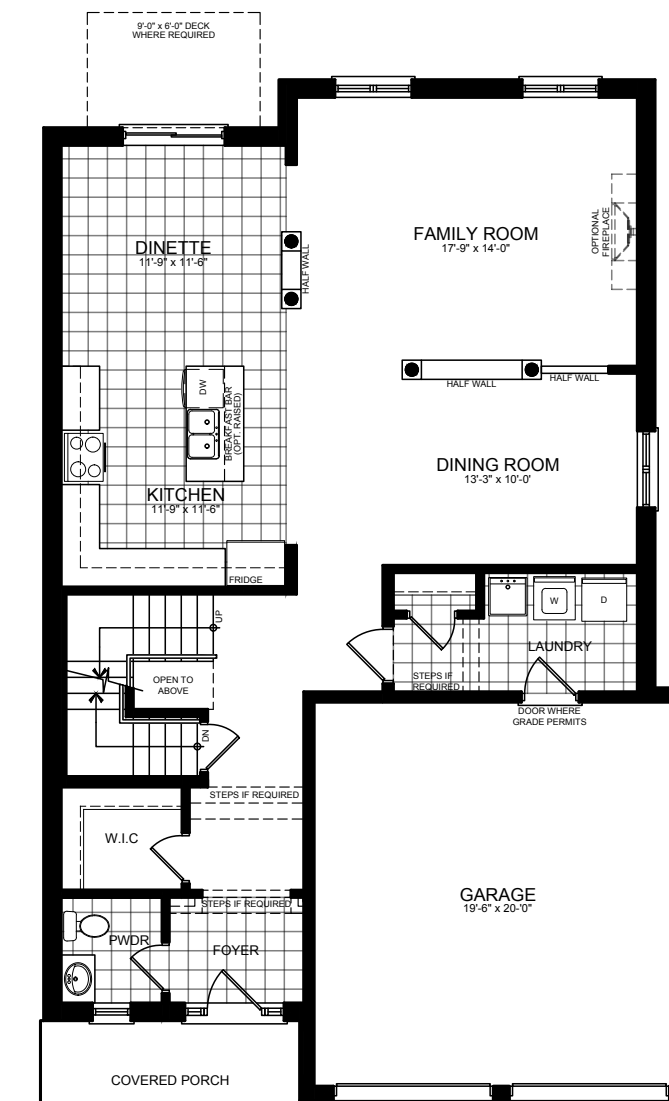 9'-0" x 6'-0" DECK
WHERE REQUIRED
DINETTE
11'-9" x 11'-6"
HALF WALL
FAMILY ROOM
17'-9" x 14'-0"
OPTIONAL
FIREPLACE
HALF WALL
HALF WALL
DW
BREAKFAST BAR
(OPT. RAISED)
DINING ROOM
13'-3" x 10'-0'
KITCHEN
11'-9" x 11'-6"
FRIDGE
UP
OPEN TO
ABOVE
DN
W
D
LAUNDRY
STEPS IF
REQUIRED
DOOR WHERE
GRADE PERMITS
STEPS IF REQUIRED
W.I.C
GARAGE
19'-6" x 20-'0"
STEPS IF REQUIRED
PWDR
FOYER
COVERED PORCH